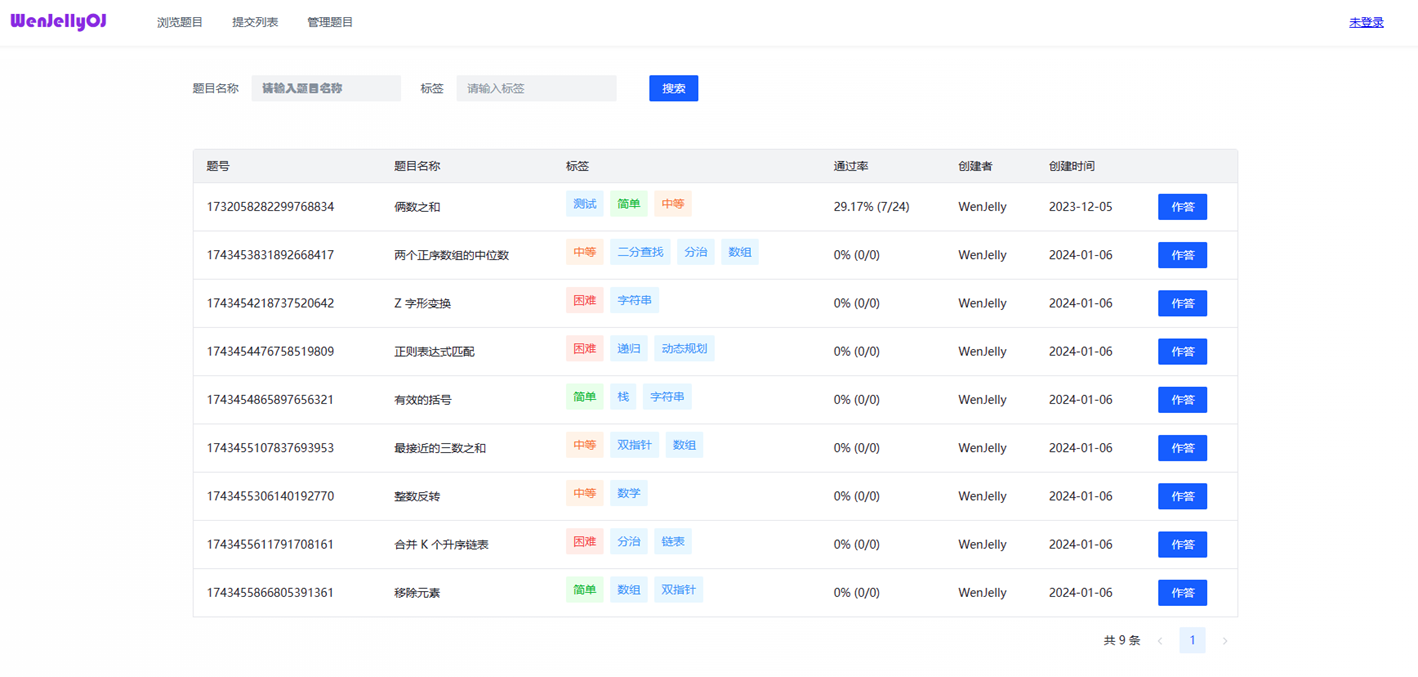 WenJellyOJ 浏览题目 提交列表 管理题目 未登录
题目名称 请输入题目名称 标签 请输入标签 搜索
题号 题目名称 标签 通过率 创建者 创建时间
1732058282299768834 俩数之和 测试 简单 中等 29.17% (7/24) WenJelly 2023-12-05 作答
1743453831892668417 两个正序数组的中位数 中等 二分查找 分治 数组 0% (0/0) WenJelly 2024-01-06 作答
1743454218737520642 Z 字形变换 困难 字符串 0% (0/0) WenJelly 2024-01-06 作答
1743454476758519809 正则表达式匹配 困难 递归 动态规划 0% (0/0) WenJelly 2024-01-06 作答
1743454865897656321 有效的括号 简单 栈 字符串 0% (0/0) WenJelly 2024-01-06 作答
1743455107837693953 最接近的三数之和 中等 双指针 数组 0% (0/0) WenJelly 2024-01-06 作答
1743455306140192770 整数反转 中等 数学 0% (0/0) WenJelly 2024-01-06 作答
1743455611791708161 合并 K 个升序链表 困难 分治 链表 0% (0/0) WenJelly 2024-01-06 作答
1743455866805391361 移除元素 简单 数组 双指针 0% (0/0) WenJelly 2024-01-06 作答
共 9 条 1